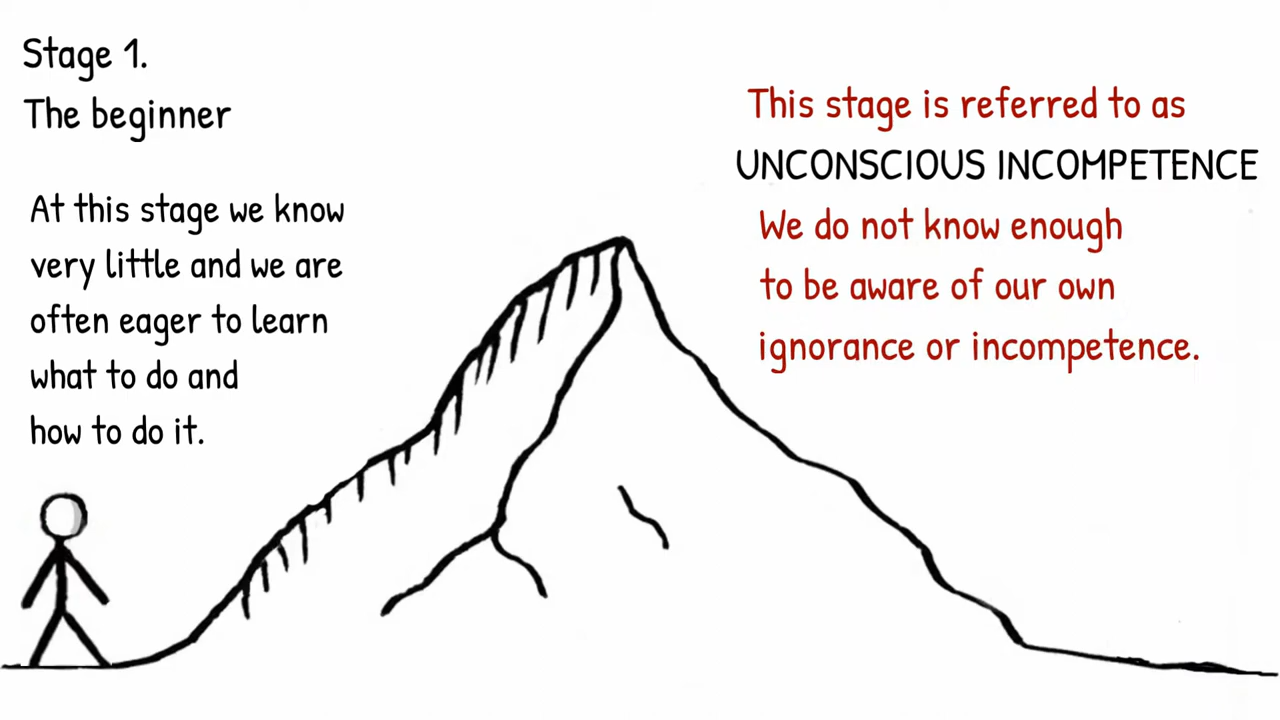 Stage 1.
The beginner
At this stage we know
very little and we are
often eager to learn
what to do and
how to do it.
This stage is referred to as
UNCONSCIOUS INCOMPETENCE
We do not know enough
to be aware of our own
ignorance or incompetence.